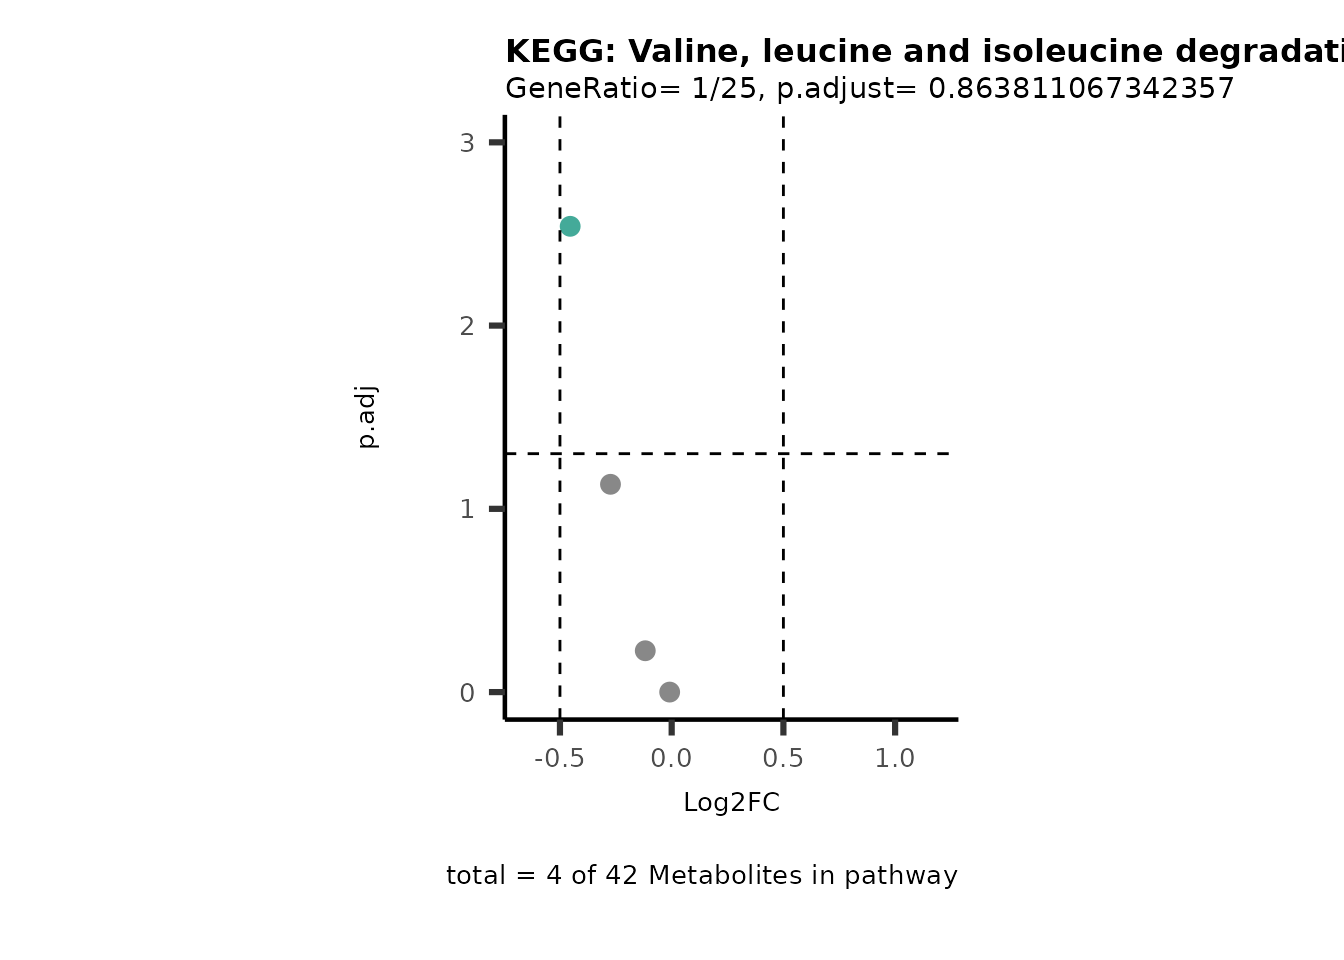 KEGG: Valine, leucine and isoleucine degradati
GeneRatio= 1/25, p.adjust= 0.863811067342357
3
2
1
0
p.adj
-0.5 0.0 0.5 1.0
Log2FC
total = 4 of 42 Metabolites in pathway